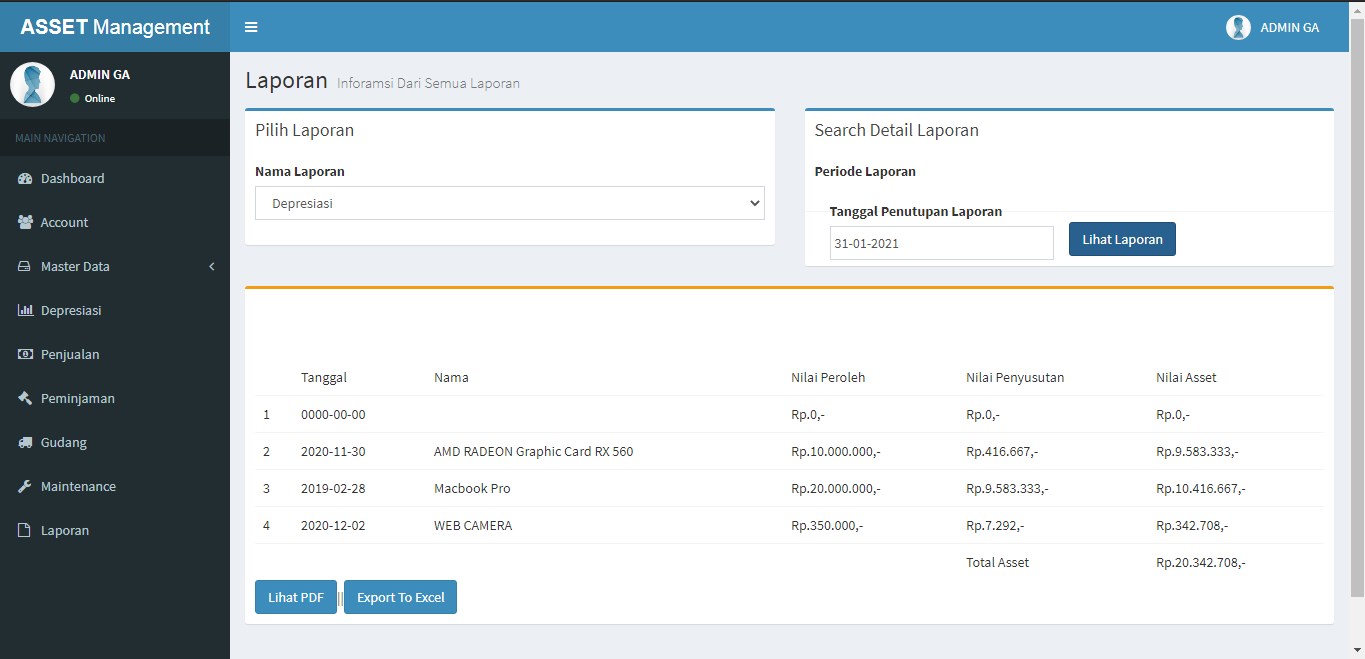 ASSET Management
ADMIN GA
ADMIN GA
Online
MAIN NAVIGATION
Dashboard
Account
Master Data
Depresiasi
Penjualan
Peminjaman
Gudang
Maintenance
Laporan
Laporan Inforamsi Dari Semua Laporan
Pilih Laporan
Nama Laporan
Depresiasi
Search Detail Laporan
Periode Laporan
Tanggal Penutupan Laporan
31-01-2021
Lihat Laporan
Tanggal Nama Nilai Peroleh Nilai Penyusutan Nilai Asset
1 0000-00-00 Rp.0,- Rp.0,- Rp.0,-
2 2020-11-30 AMD RADEON Graphic Card RX 560 Rp.10.000.000,- Rp.416.667,- Rp.9.583.333,-
3 2019-02-28 Macbook Pro Rp.20.000.000,- Rp.9.583.333,- Rp.10.416.667,-
4 2020-12-02 WEB CAMERA Rp.350.000,- Rp.7.292,- Rp.342.708,-
Total Asset Rp.20.342.708,-
Lihat PDF || Export To Excel